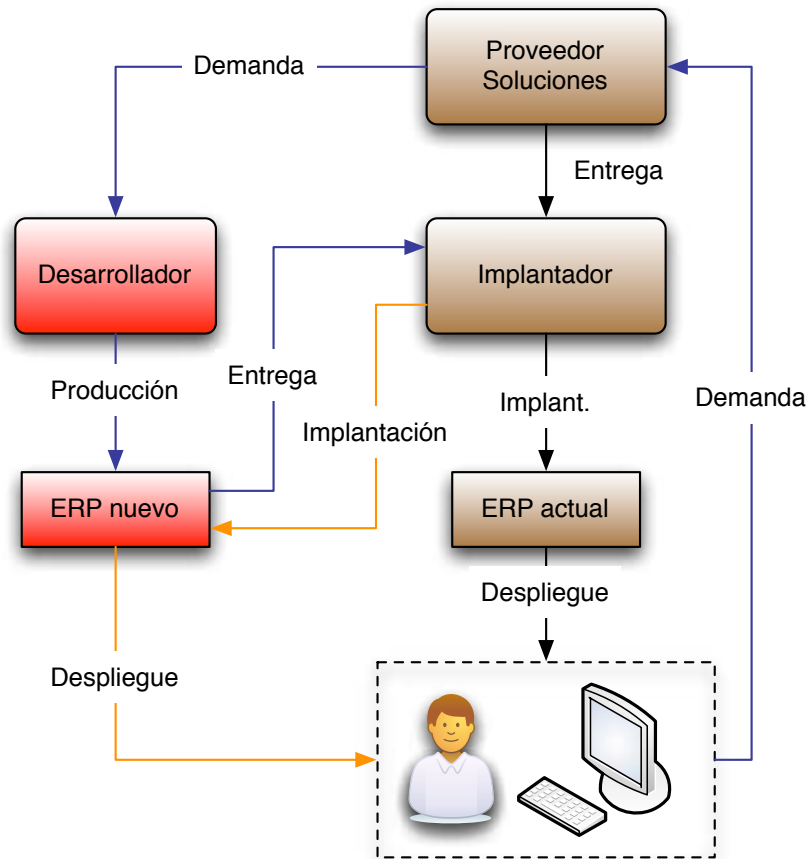 Proveedor
Soluciones
Demanda
Entrega
Desarrollador
Implantador
Producción
Entrega
Implant.
Demanda
Implantación
ERP nuevo
ERP actual
Despliegue
Despliegue